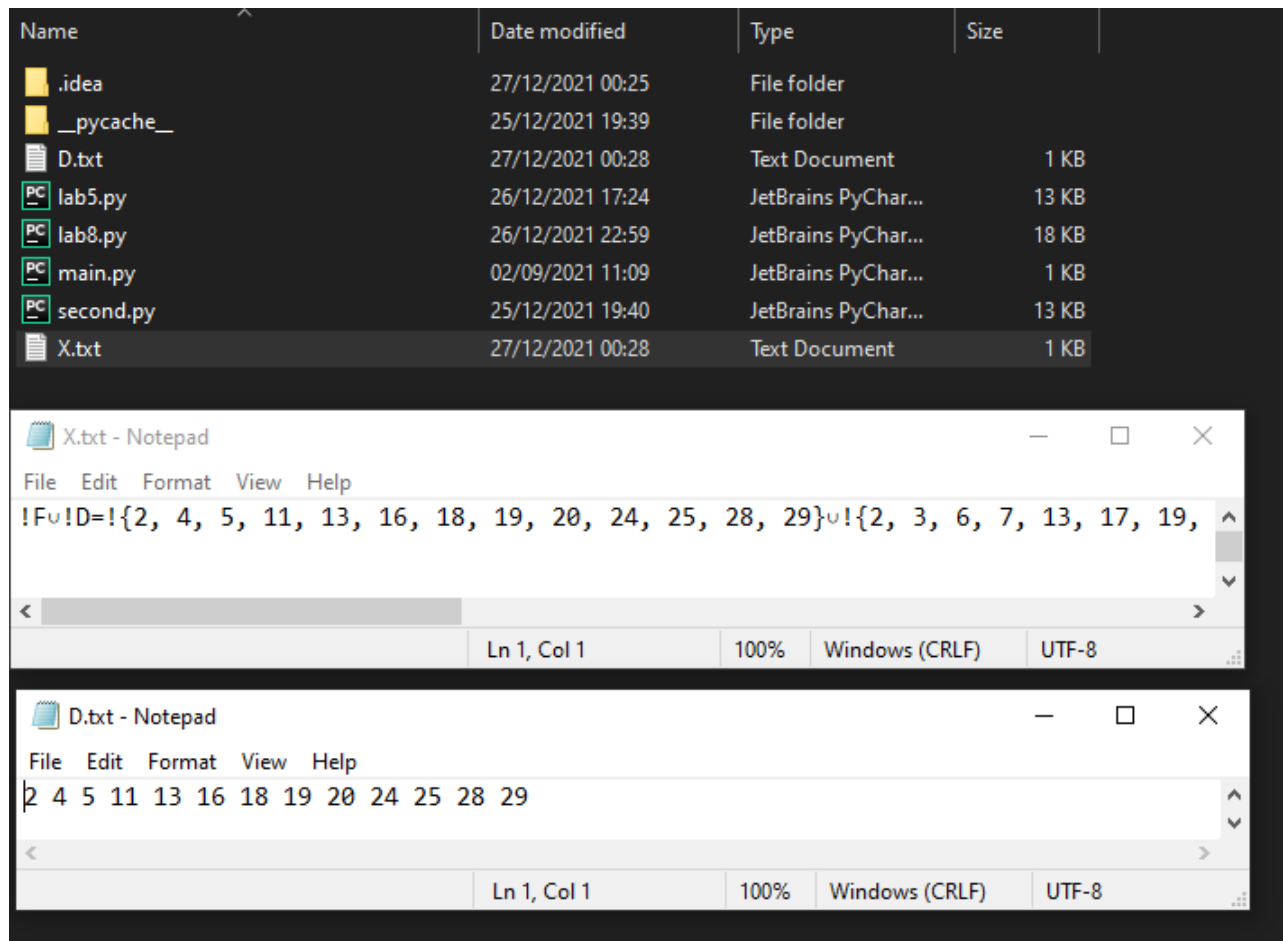 Name Date modified Type Size
.idea 27/12/2021 00:25 File folder
__pycache__ 25/12/2021 19:39 File folder
D.txt 27/12/2021 00:28 Text Document 1 KB
PC lab5.py 26/12/2021 17:24 JetBrains PyChar... 13 KB
PC lab8.py 26/12/2021 22:59 JetBrains PyChar... 18 KB
PC main.py 02/09/2021 11:09 JetBrains PyChar... 1 KB
PC second.py 25/12/2021 19:40 JetBrains PyChar... 13 KB
X.txt 27/12/2021 00:28 Text Document 1 KB
X.txt - Notepad
File Edit Format View Help
!F∪!D=!{2, 4, 5, 11, 13, 16, 18, 19, 20, 24, 25, 28, 29}∪!{2, 3, 6, 7, 13, 17, 19,
Ln 1, Col 1 100% Windows (CRLF) UTF-8
D.txt - Notepad
File Edit Format View Help
2 4 5 11 13 16 18 19 20 24 25 28 29
Ln 1, Col 1 100% Windows (CRLF) UTF-8